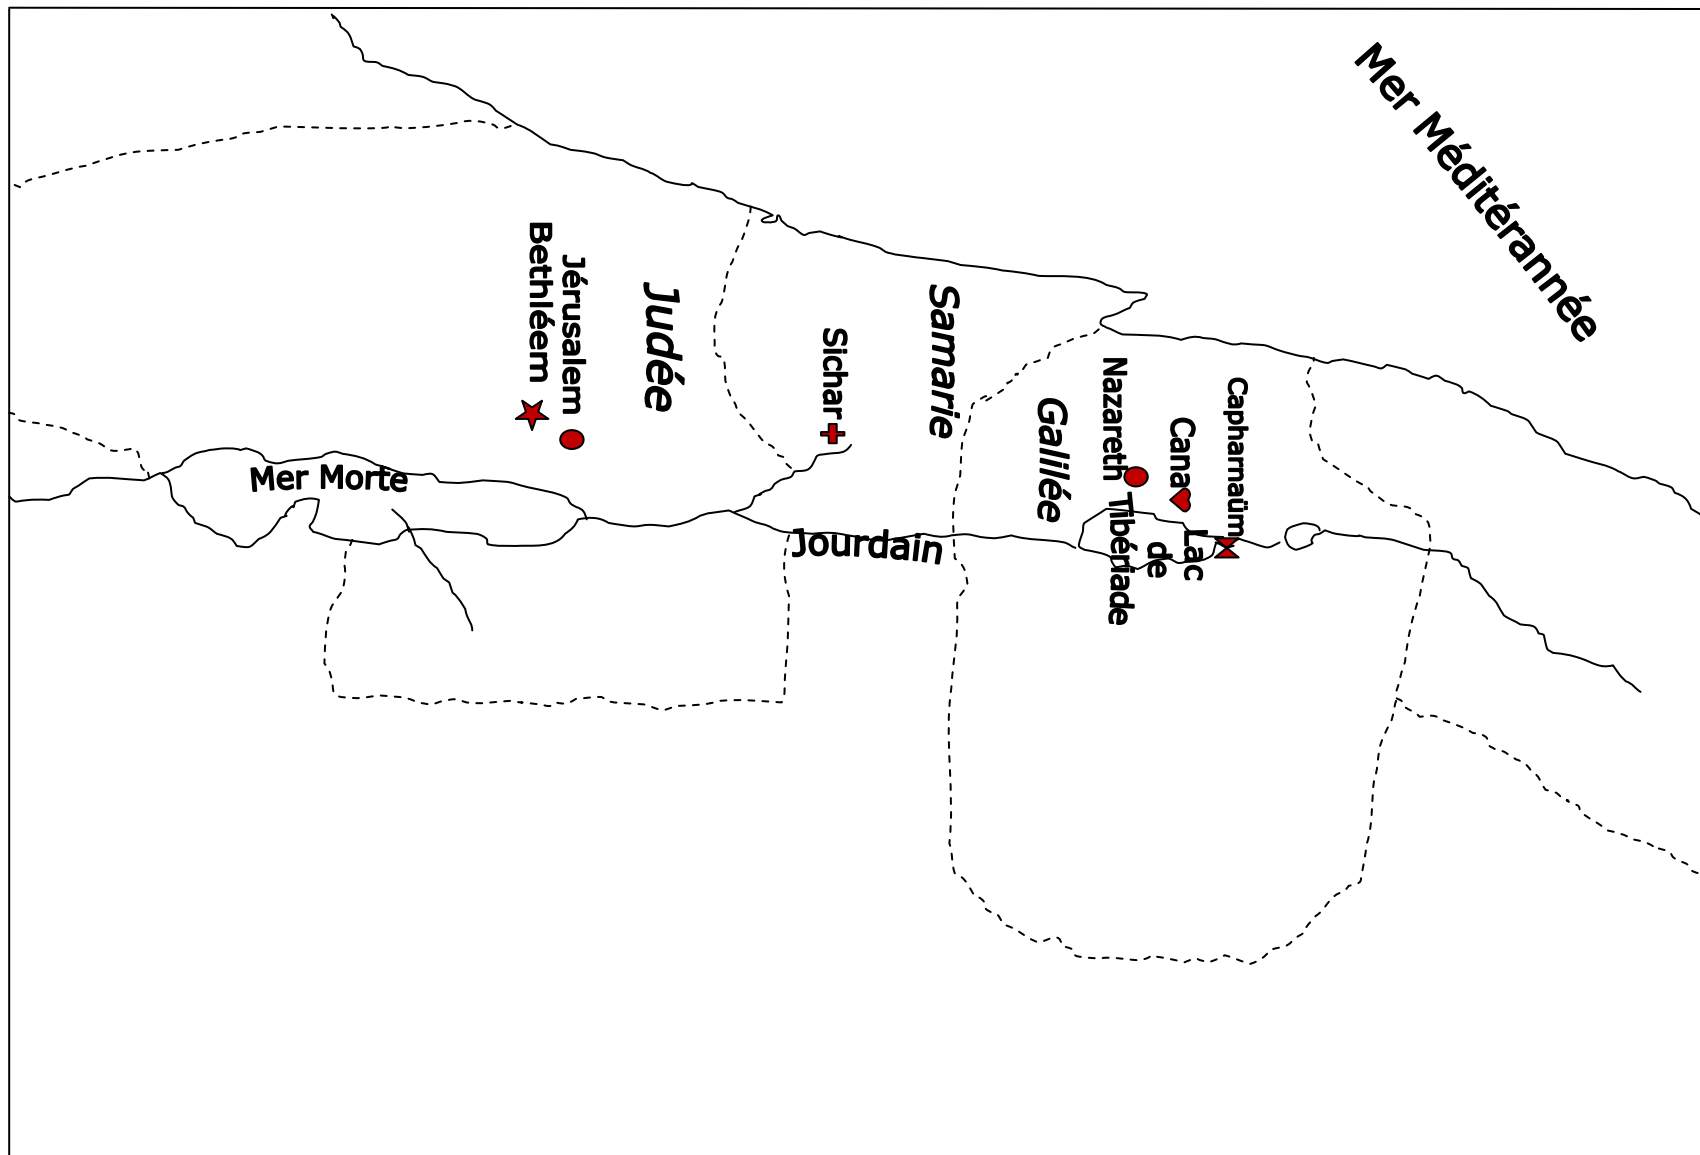 Mer Méditérannée
Capharnaüm
Cana
Nazareth
Lac
de
Tibériade
Galilée
Samarie
Sichar
Jourdain
Judée
Jérusalem
Bethléem
Mer Morte